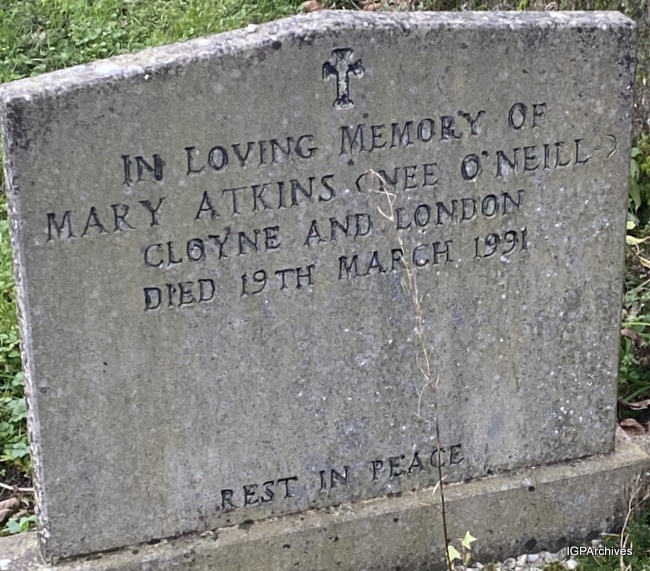 IN LOVING MEMORY OF
MARY ATKINS (NEE O'NEILL)
CLOYNE AND LONDON
DIED 19TH MARCH 1991
REST IN PEACE
IGPArchives